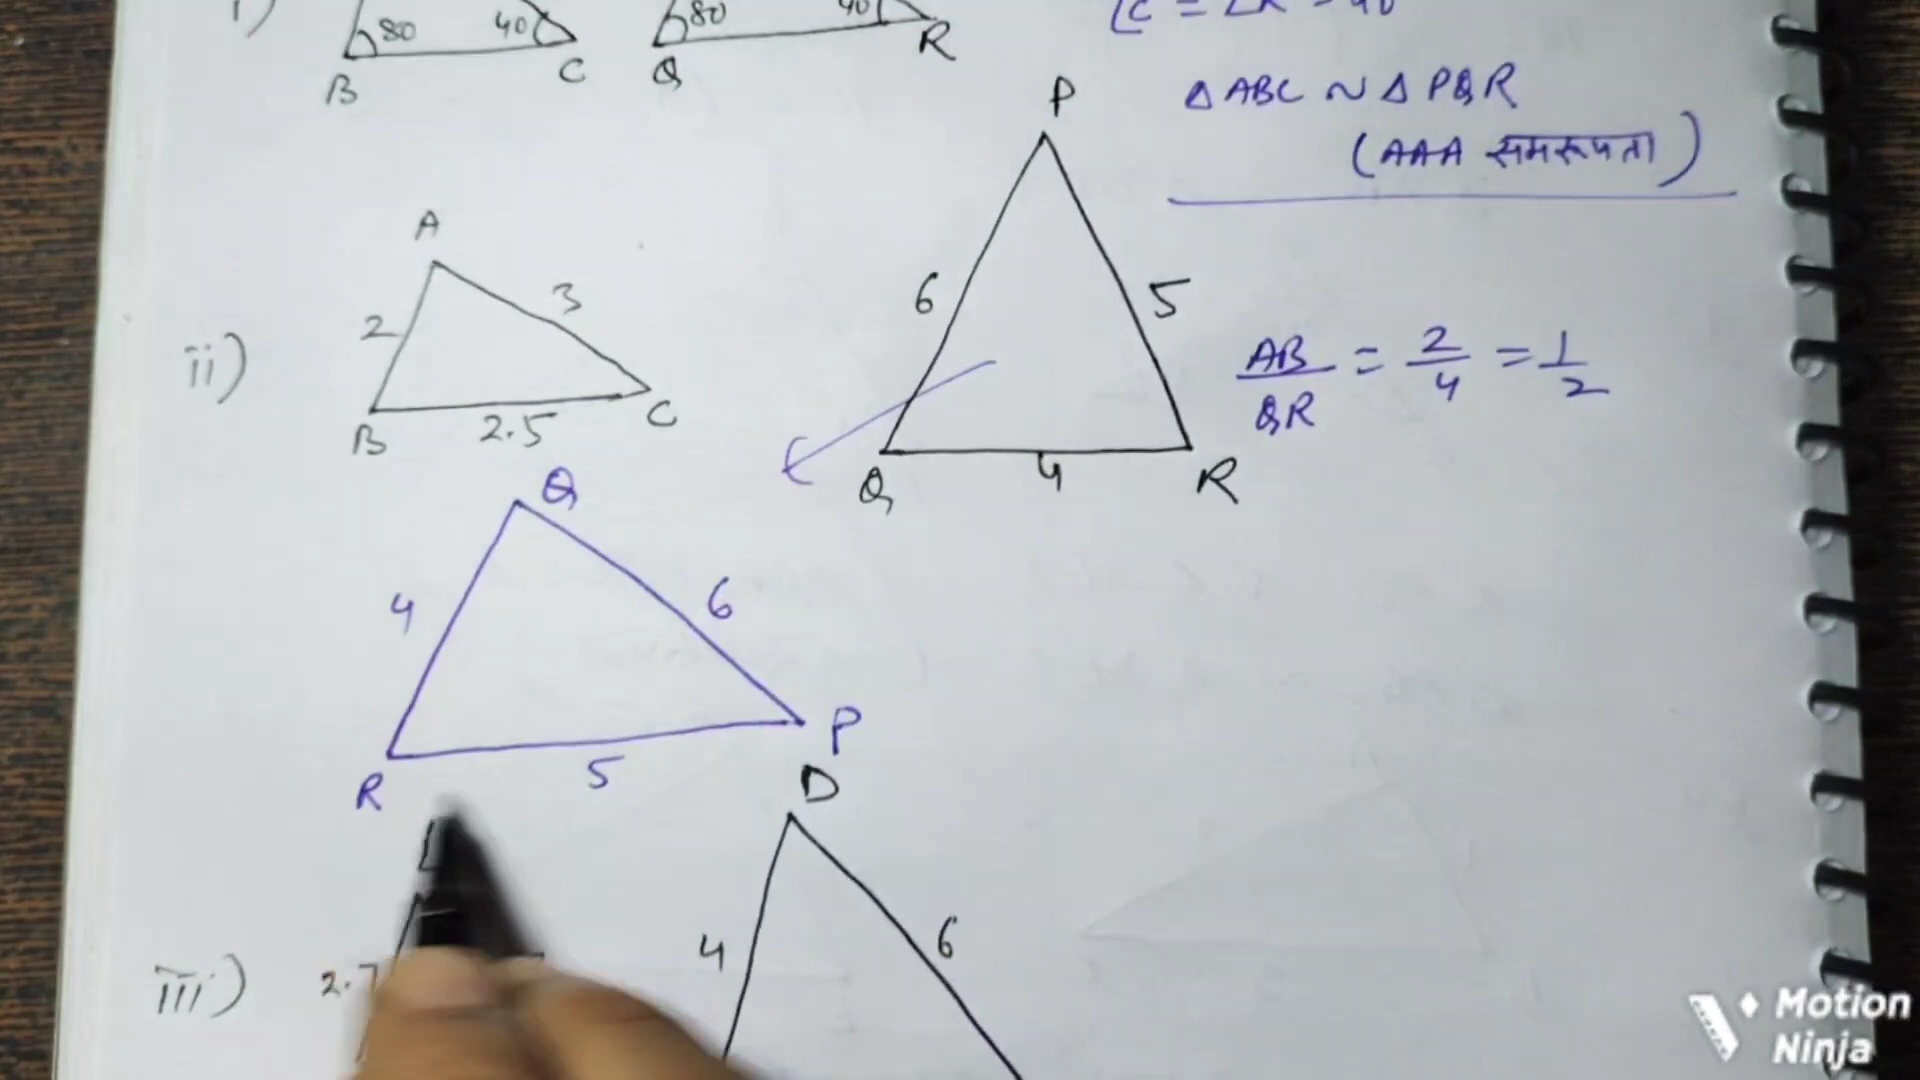 i)
80 40 80 40
B C Q R
∠C = ∠R = 40
△ABC ~ △PQR
(AAA समरूपता)
P
A
2 3 6 5
ii)
B 2.5 C
Q 4 R
AB/QR = 2/4 = 1/2
Q
4 6
R 5 P
D
iii)
4 6
Motion
Ninja